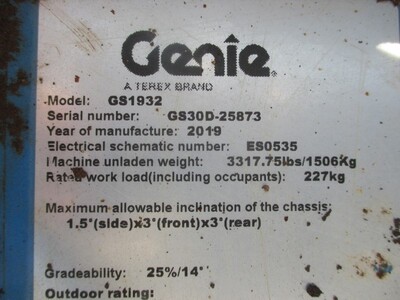 Genie
A TEREX BRAND
Model: GS1932
Serial number: GS30D-25873
Year of manufacture: 2019
Electrical schematic number: ES0535
Machine unladen weight: 3317.75lbs/1506Kg
Rated work load(including occupants): 227kg
Maximum allowable inclination of the chassis:
1.5°(side)x3°(front)x3°(rear)
Gradeability: 25%/14°
Outdoor rating: